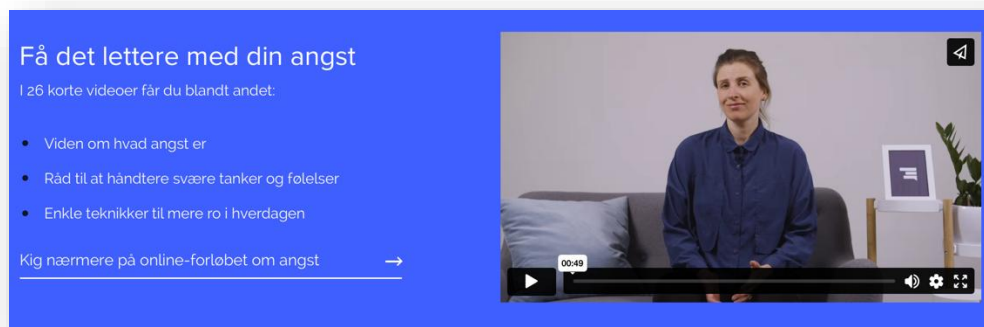 Få det lettere med din angst
I 26 korte videoer får du blandt andet:
Viden om hvad angst er
Råd til at håndtere svære tanker og følelser
Enkle teknikker til mere ro i hverdagen
Kig nærmere på online-forløbet om angst →
00:49